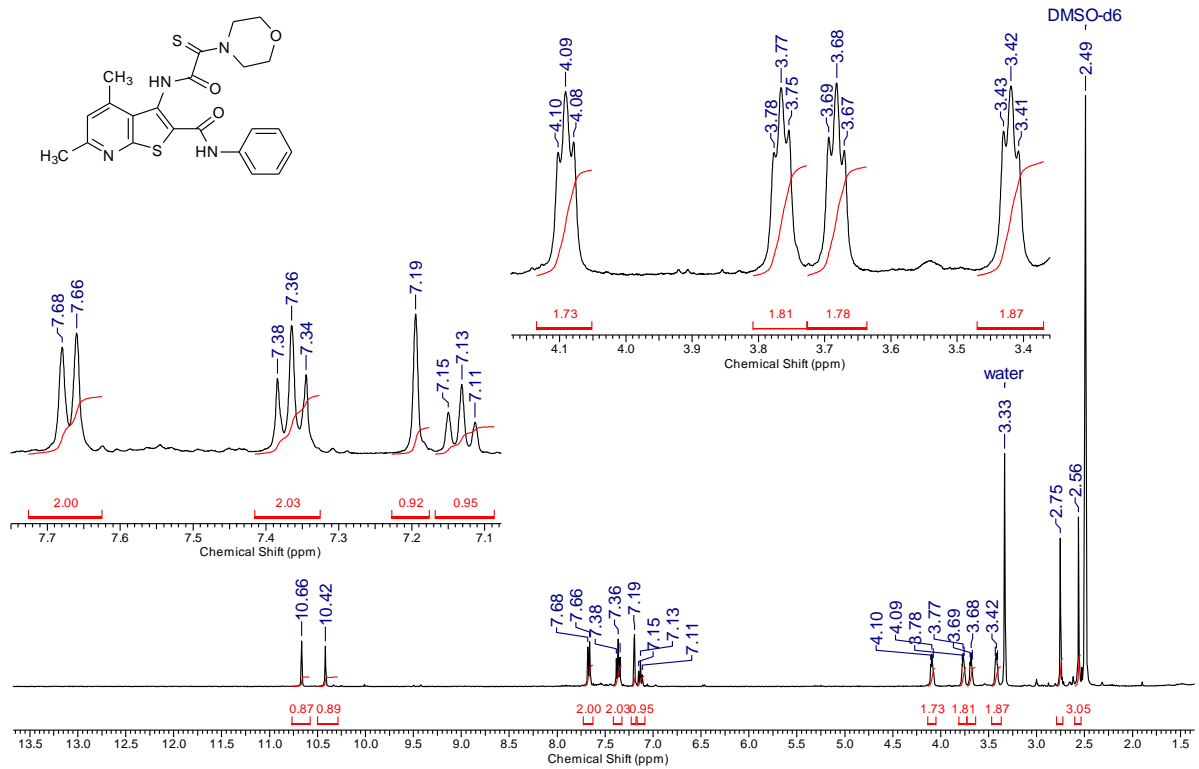 DMSO-d6
2.49
S
N
O
CH3
HN
O
O
CH3
N
S
NH
4.10
4.09
4.08
3.78
3.77
3.75
3.69
3.68
3.67
3.43
3.42
3.41
1.73
1.81
1.78
1.87
4.1 4.0 3.9 3.8 3.7 3.6 3.5 3.4
Chemical Shift (ppm)
7.68
7.66
7.38
7.36
7.34
7.19
7.15
7.13
7.11
2.00
2.03
0.92
0.95
7.7 7.6 7.5 7.4 7.3 7.2 7.1
Chemical Shift (ppm)
water
3.33
2.75
2.56
10.66
10.42
7.68
7.66
7.38
7.36
7.19
7.15
7.13
7.11
4.10
4.09
3.78
3.77
3.69
3.68
3.42
0.87 0.89 2.00 2.03 0.95 1.73 1.81 1.87 3.05
13.5 13.0 12.5 12.0 11.5 11.0 10.5 10.0 9.5 9.0 8.5 8.0 7.5 7.0 6.5 6.0 5.5 5.0 4.5 4.0 3.5 3.0 2.5 2.0 1.5
Chemical Shift (ppm)